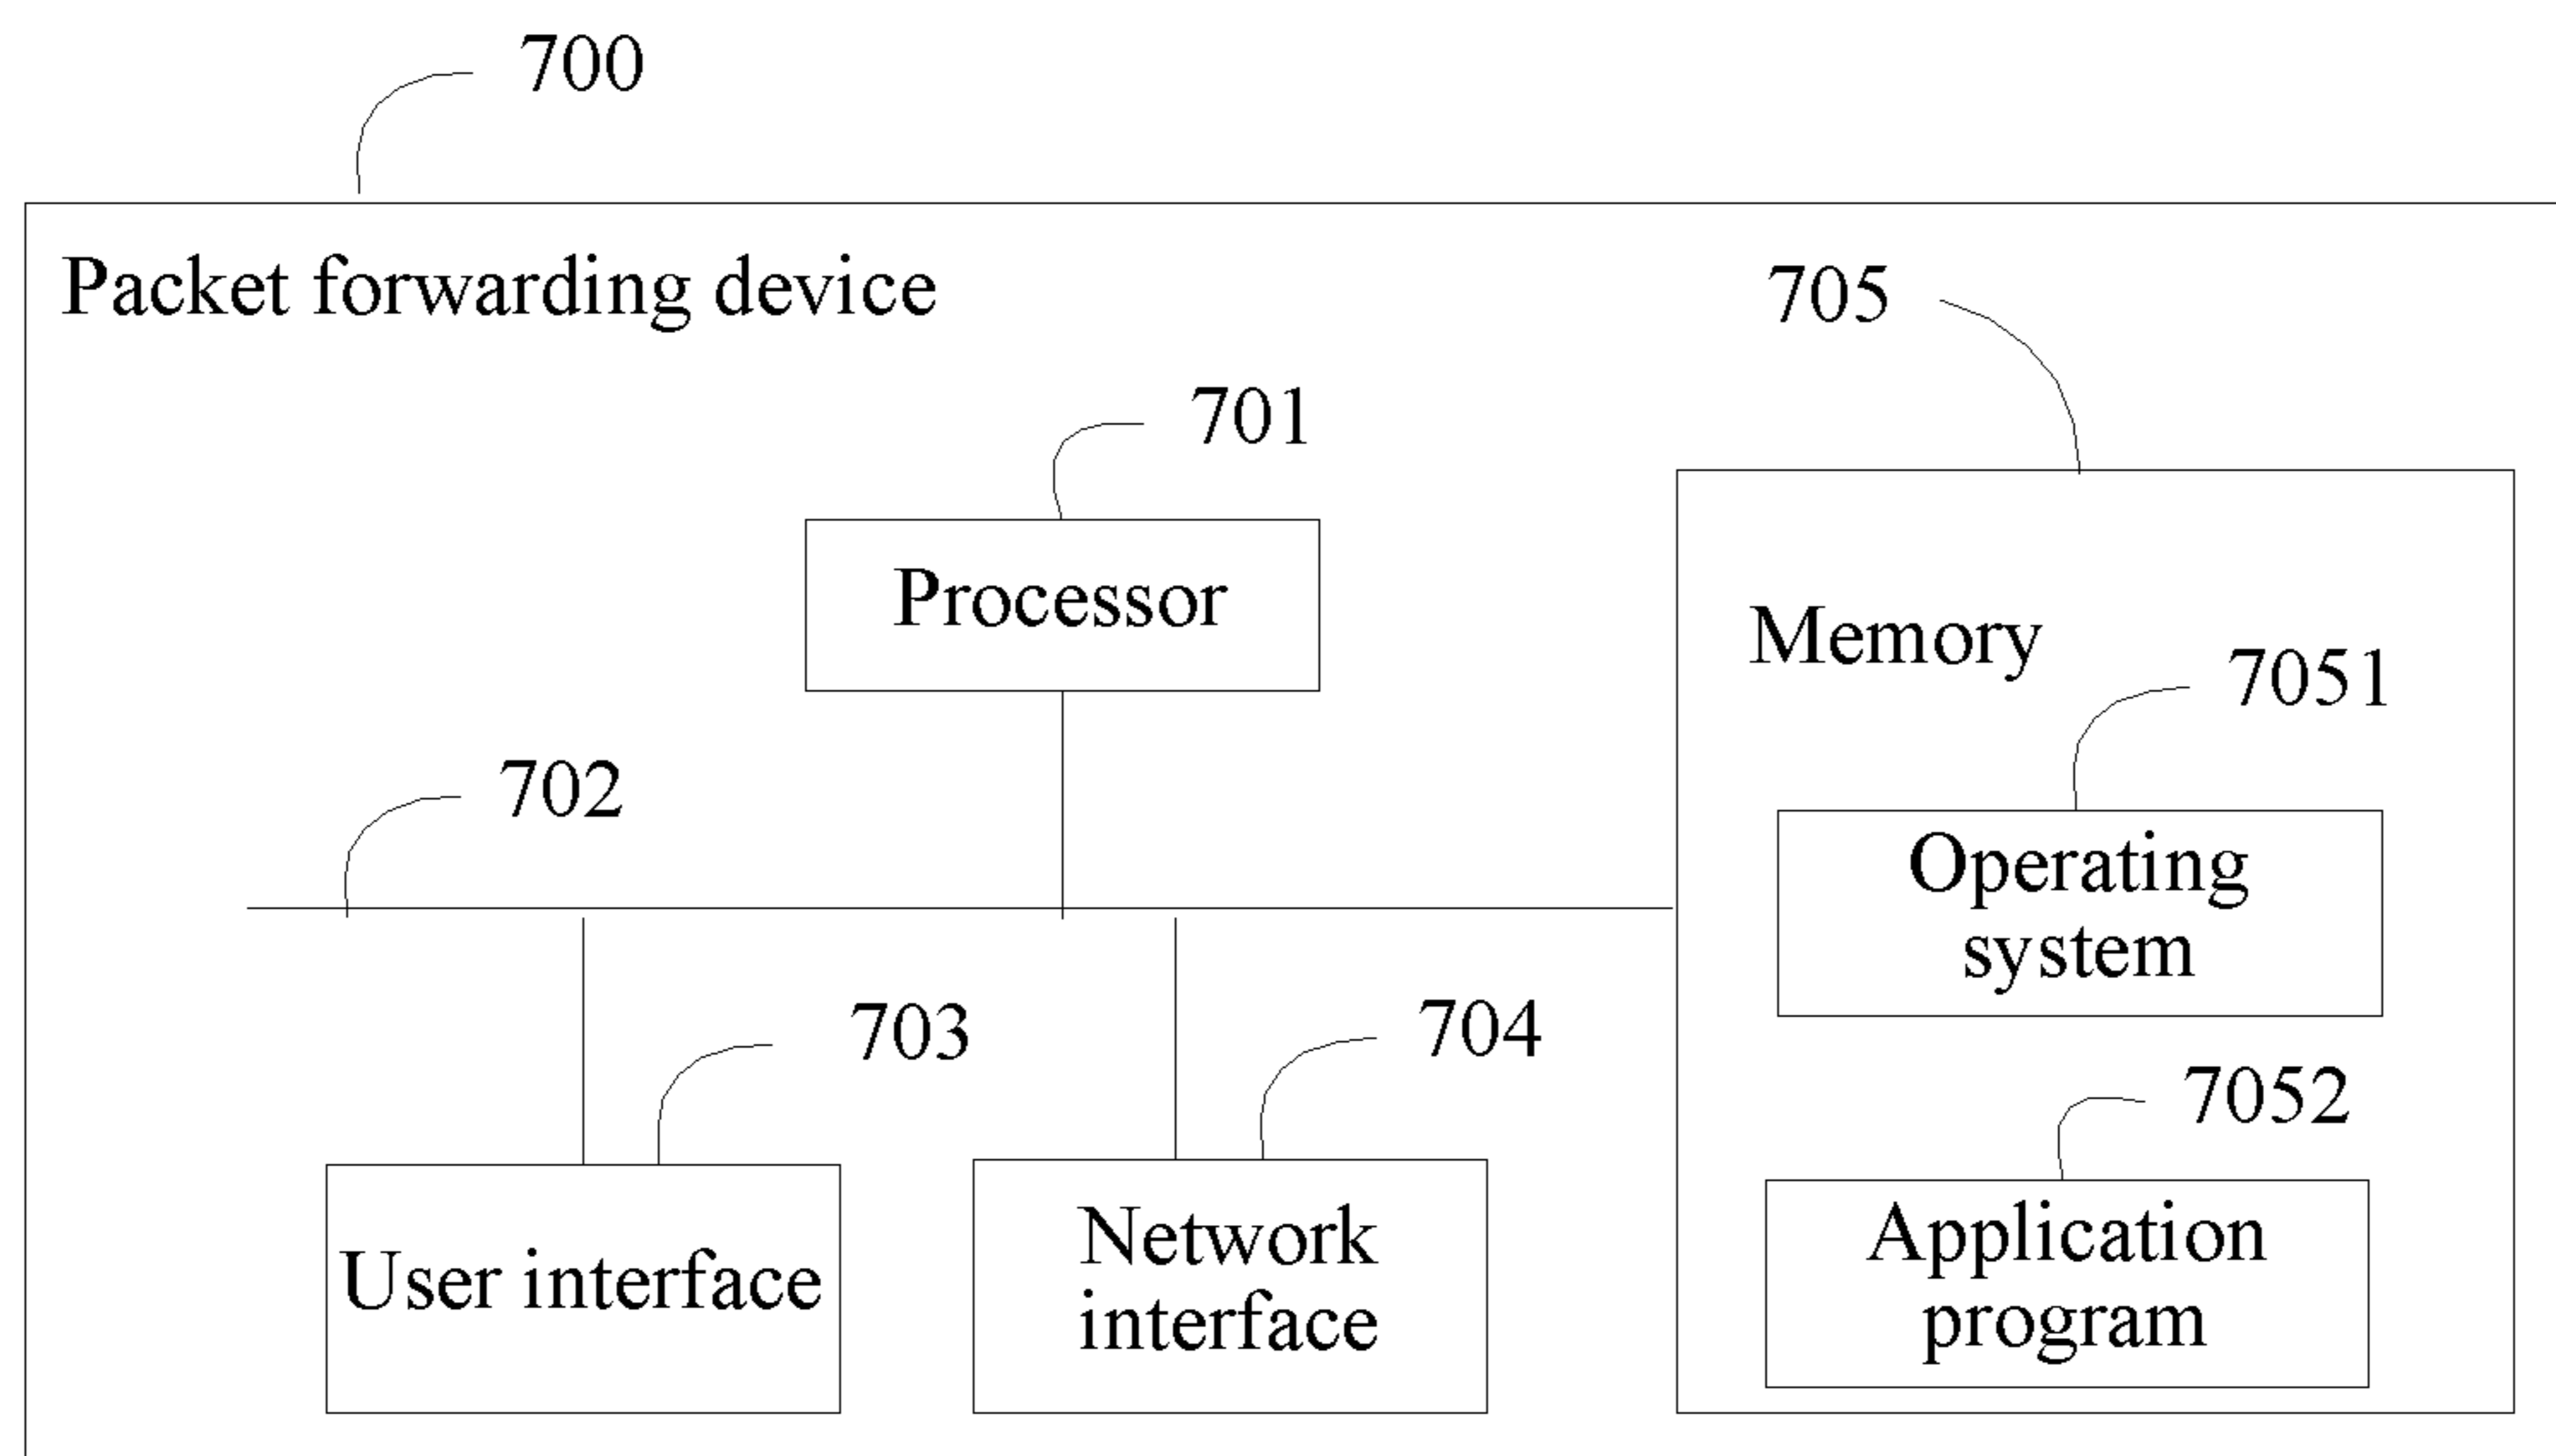 700
Packet forwarding device
705
701
Processor
Memory
7051
702
Operating
system
703
704
7052
User interface
Network
interface
Application
program